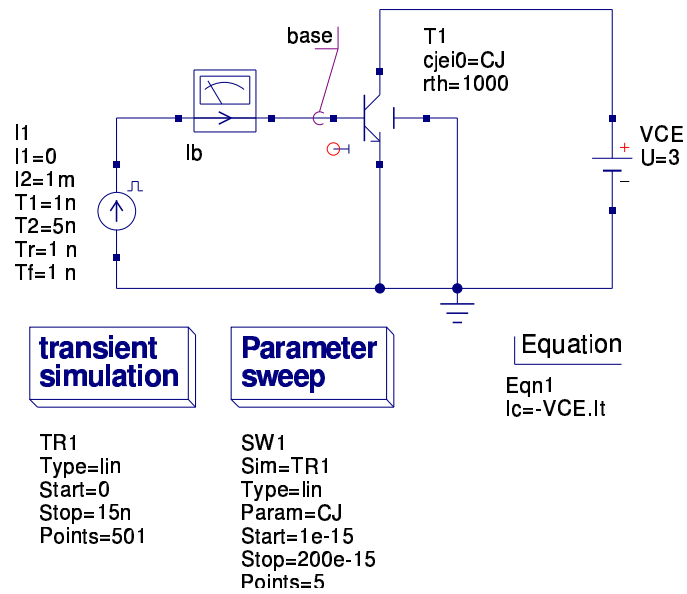 base
T1
cjei0=CJ
rth=1000
Ib
I1
I1=0
I2=1m
T1=1n
T2=5n
Tr=1 n
Tf=1 n
VCE
U=3
+
−
transient
simulation
Parameter
sweep
Equation
Eqn1
Ic=-VCE.It
TR1
Type=lin
Start=0
Stop=15n
Points=501
SW1
Sim=TR1
Type=lin
Param=CJ
Start=1e-15
Stop=200e-15
Points=5